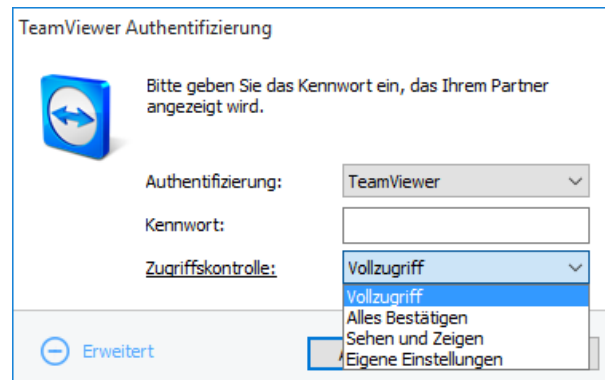 TeamViewer Authentifizierung
Bitte geben Sie das Kennwort ein, das Ihrem Partner
angezeigt wird.
Authentifizierung: TeamViewer
Kennwort:
Zugriffskontrolle: Vollzugriff
Vollzugriff
Alles Bestätigen
Sehen und Zeigen
Eigene Einstellungen
Erweitert